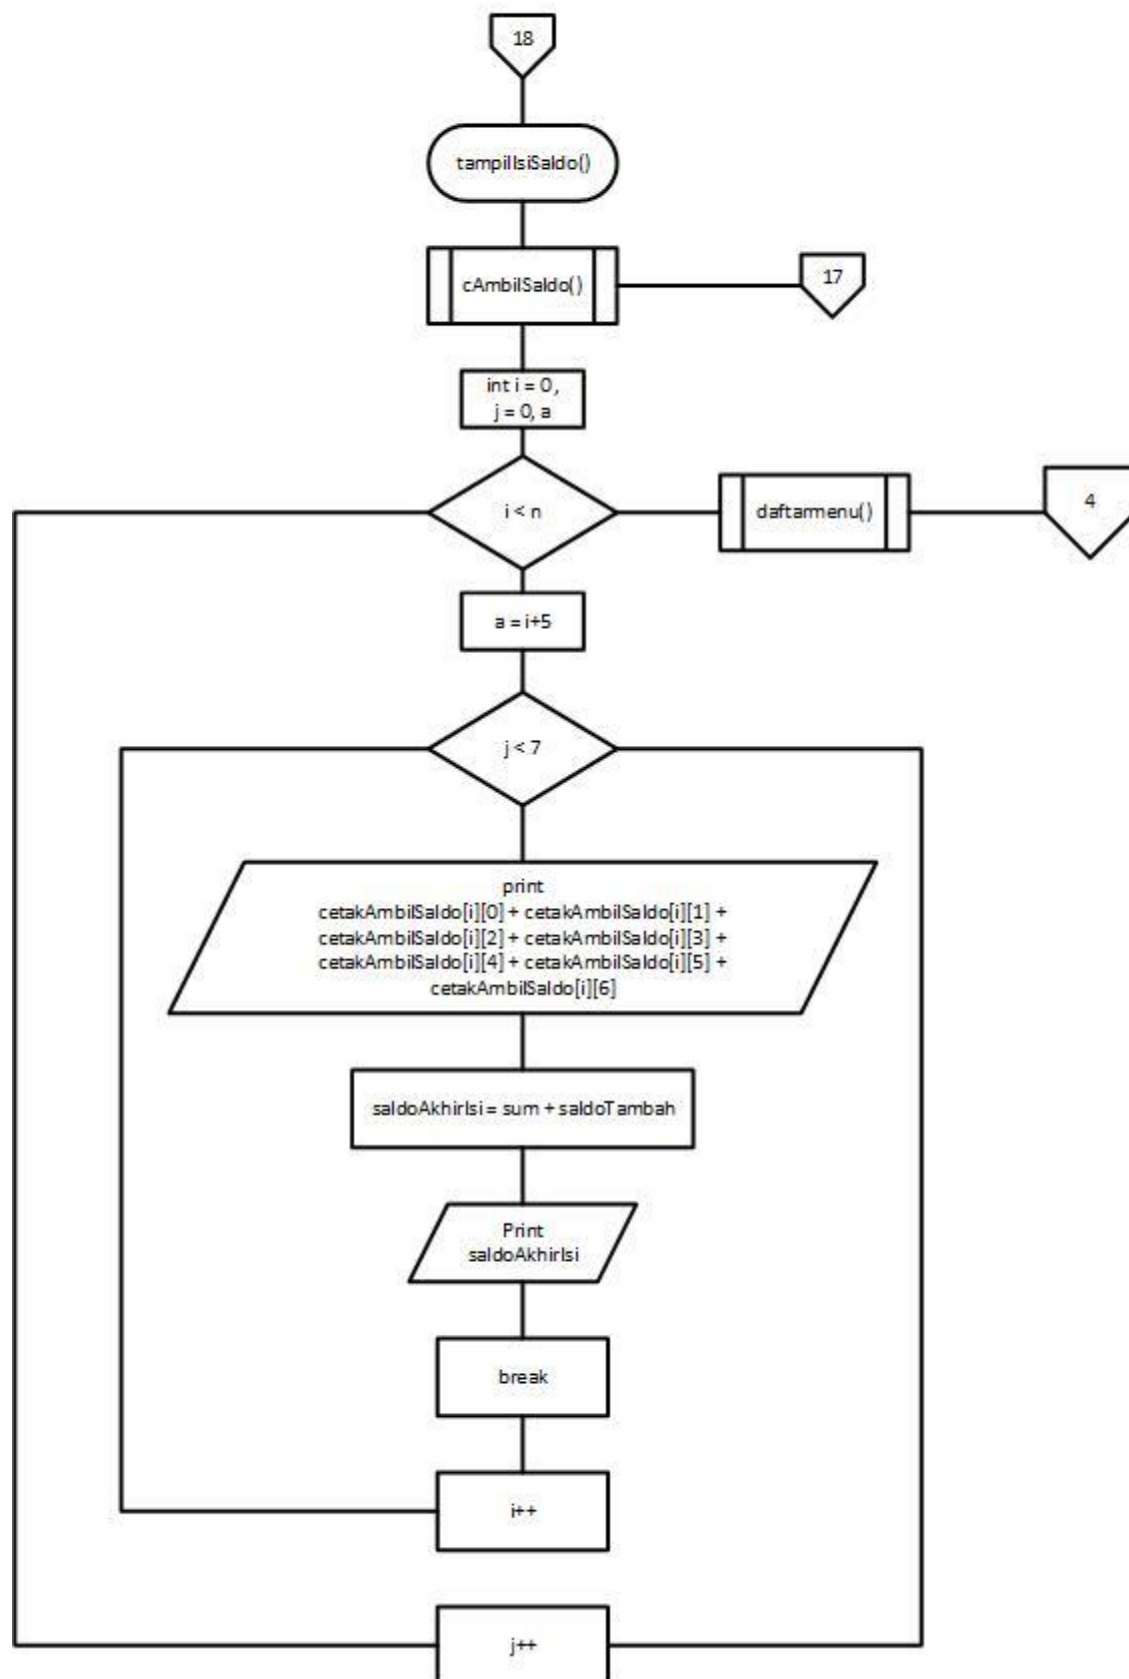 18
tampilIsiSaldo()
cAmbilSaldo()
17
int i = 0,
j = 0, a
i < n
daftarmenu()
4
a = i+5
j < 7
print
cetakAmbilSaldo[i][0] + cetakAmbilSaldo[i][1] +
cetakAmbilSaldo[i][2] + cetakAmbilSaldo[i][3] +
cetakAmbilSaldo[i][4] + cetakAmbilSaldo[i][5] +
cetakAmbilSaldo[i][6]
saldoAkhirIsi = sum + saldoTambah
Print
saldoAkhirIsi
break
i++
j++